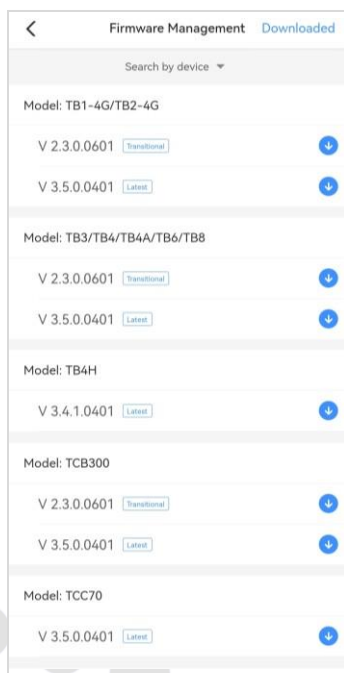 Firmware Management Downloaded
Search by device
Model: TB1-4G/TB2-4G
V 2.3.0.0601 Transitional
V 3.5.0.0401 Latest
Model: TB3/TB4/TB4A/TB6/TB8
V 2.3.0.0601 Transitional
V 3.5.0.0401 Latest
Model: TB4H
V 3.4.1.0401 Latest
Model: TCB300
V 2.3.0.0601 Transitional
V 3.5.0.0401 Latest
Model: TCC70
V 3.5.0.0401 Latest